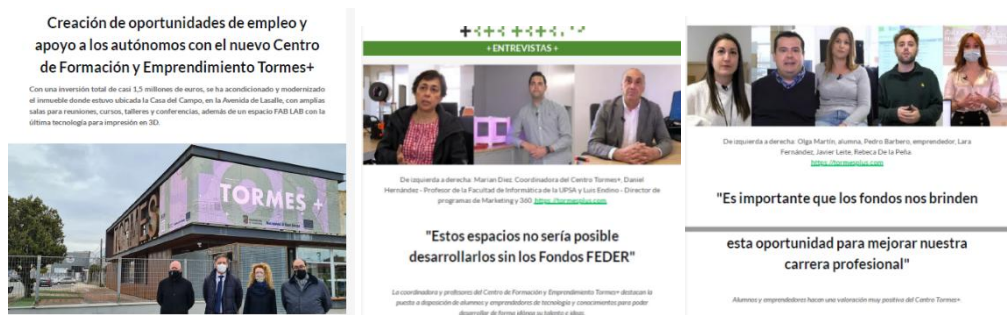 Creación de oportunidades de empleo y
apoyo a los autónomos con el nuevo Centro
de Formación y Emprendimiento Tormes+
Con una inversión total de casi 1,5 millones de euros, se ha acondicionado y modernizado
el inmueble donde estuvo ubicada la Casa del Campo, en la Avenida de Lasalle, con amplias
salas para reuniones, cursos, talleres y conferencias, además de un espacio FAB LAB con la
última tecnología para impresión en 3D.
TORMES
TORMES +
+ ENTREVISTAS +
De izquierda a derecha: Marian Diez. Coordinadora del Centro Tormes+, Daniel
Hernández - Profesor de la Facultad de Informática de la UPSA y Luis Endino - Director de
programas de Marketing y 360. https://tormesplus.com
"Estos espacios no sería posible
desarrollarlos sin los Fondos FEDER"
La coordinadora y profesores del Centro de Formación y Emprendimiento Tormes+ destacan la
puesta a disposición de alumnos y emprendedores de tecnología y conocimientos para poder
desarrollar de forma plena su talento e ideas.
De izquierda a derecha: Olga Martín, alumna, Pedro Barbero, emprendedor, Lara
Fernández, Javier Leite, Rebeca De la Peña.
https://tormesplus.com
"Es importante que los fondos nos brinden
esta oportunidad para mejorar nuestra
carrera profesional"
Alumnos y emprendedores hacen una valoración muy positiva del Centro Tormes+